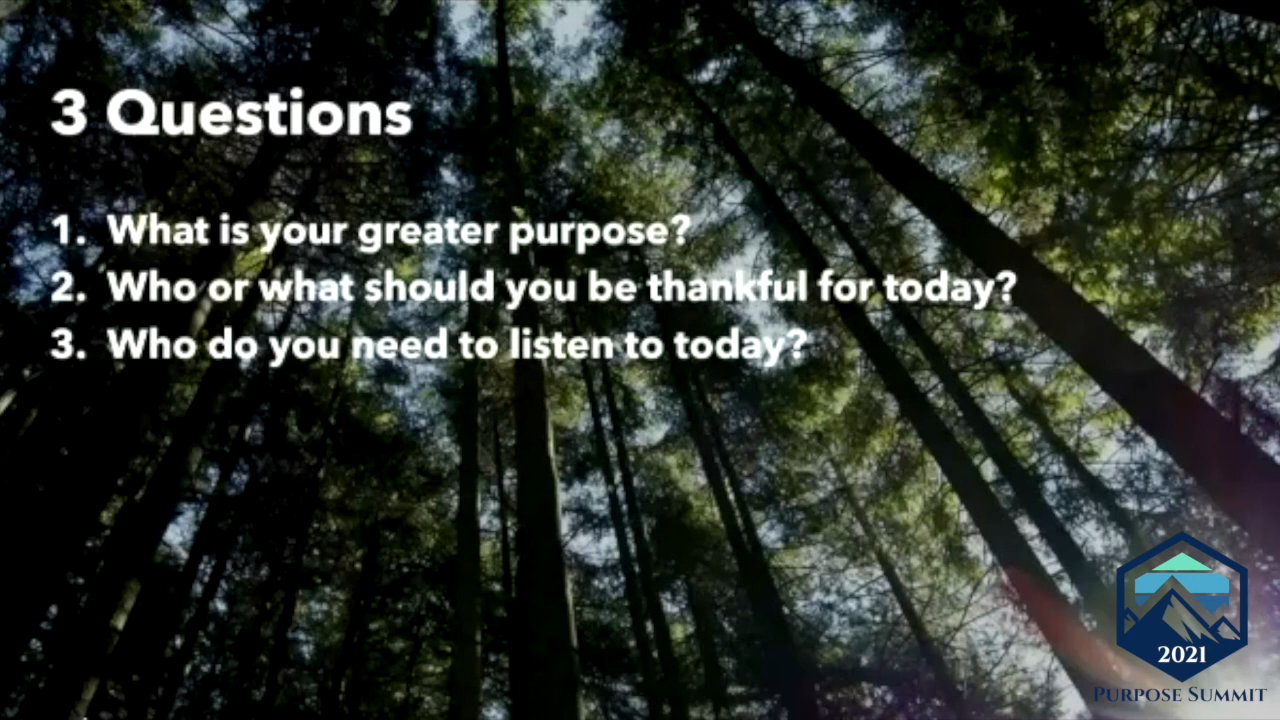 3 Questions
1. What is your greater purpose?
2. Who or what should you be thankful for today?
3. Who do you need to listen to today?
2021
PURPOSE SUMMIT